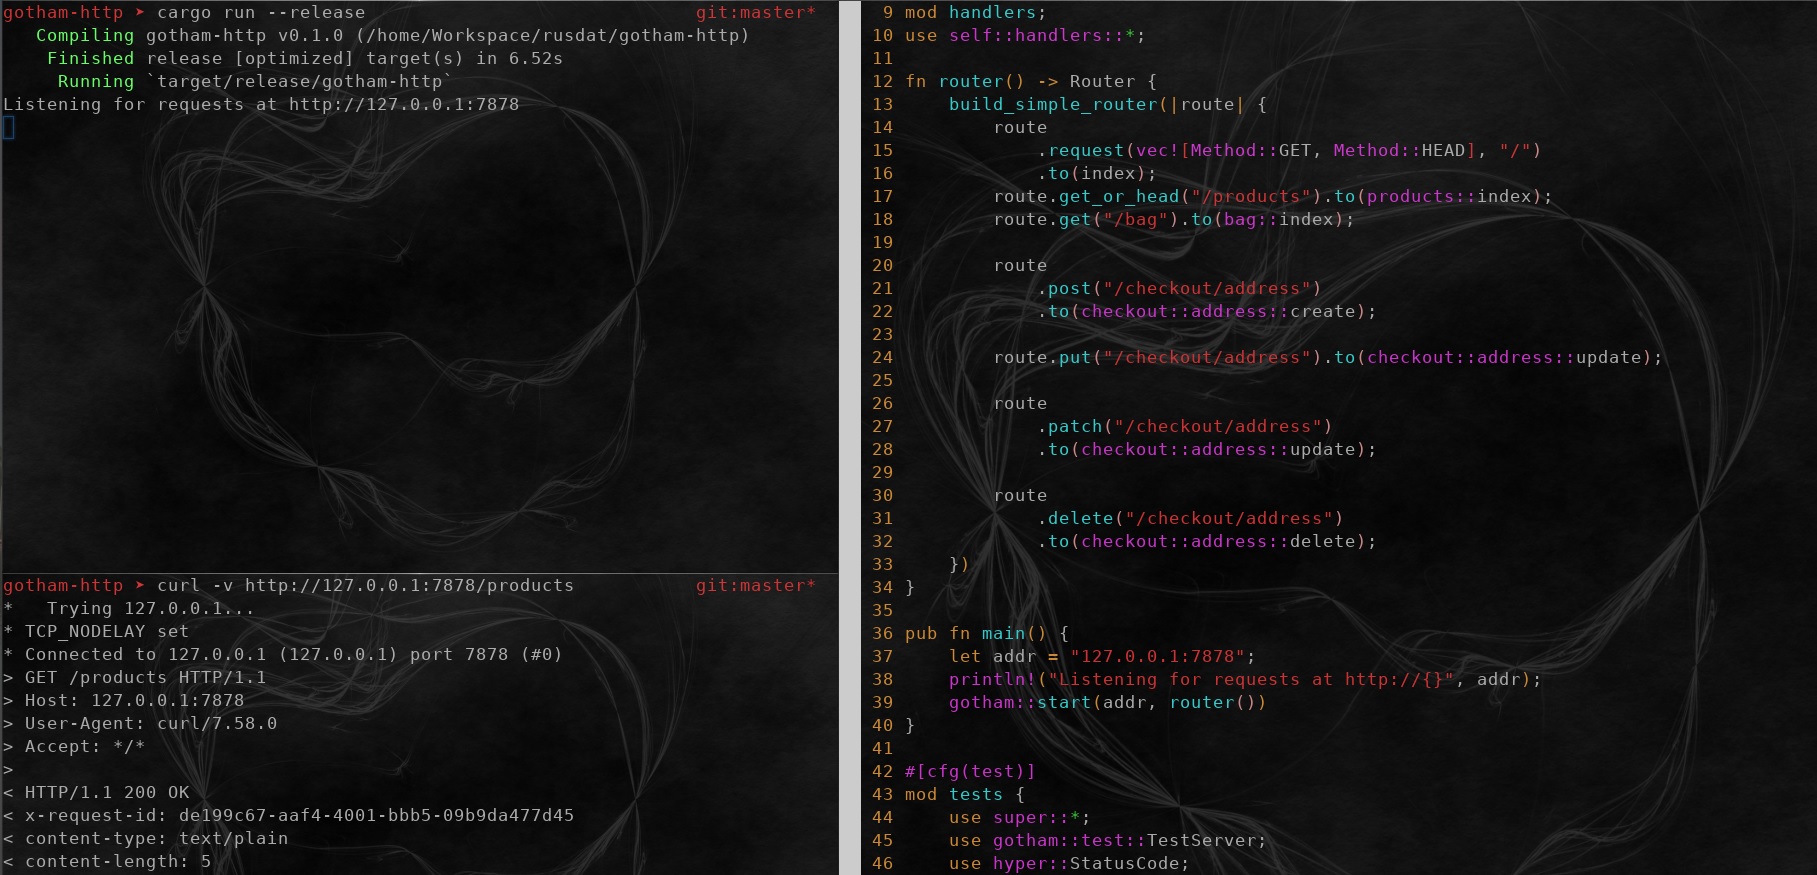 gotham-http ➤ cargo run --release git:master*
   Compiling gotham-http v0.1.0 (/home/Workspace/rusdat/gotham-http)
    Finished release [optimized] target(s) in 6.52s
     Running `target/release/gotham-http`
Listening for requests at http://127.0.0.1:7878
gotham-http ➤ curl -v http://127.0.0.1:7878/products git:master*
*   Trying 127.0.0.1...
* TCP_NODELAY set
* Connected to 127.0.0.1 (127.0.0.1) port 7878 (#0)
> GET /products HTTP/1.1
> Host: 127.0.0.1:7878
> User-Agent: curl/7.58.0
> Accept: */*
>
< HTTP/1.1 200 OK
< x-request-id: de199c67-aaf4-4001-bbb5-09b9da477d45
< content-type: text/plain
< content-length: 5
9 mod handlers;
10 use self::handlers::*;
11
12 fn router() -> Router {
13     build_simple_router(|route| {
14         route
15             .request(vec![Method::GET, Method::HEAD], "/")
16             .to(index);
17         route.get_or_head("/products").to(products::index);
18         route.get("/bag").to(bag::index);
19
20         route
21             .post("/checkout/address")
22             .to(checkout::address::create);
23
24         route.put("/checkout/address").to(checkout::address::update);
25
26         route
27             .patch("/checkout/address")
28             .to(checkout::address::update);
29
30         route
31             .delete("/checkout/address")
32             .to(checkout::address::delete);
33     })
34 }
35
36 pub fn main() {
37     let addr = "127.0.0.1:7878";
38     println!("Listening for requests at http://{}", addr);
39     gotham::start(addr, router())
40 }
41
42 #[cfg(test)]
43 mod tests {
44     use super::*;
45     use gotham::test::TestServer;
46     use hyper::StatusCode;